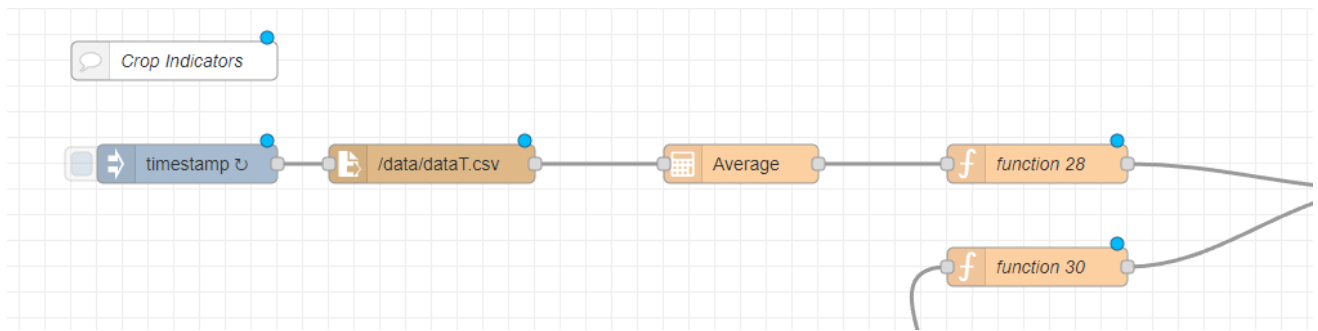 Crop Indicators
timestamp ↻
/data/dataT.csv
Average
function 28
function 30